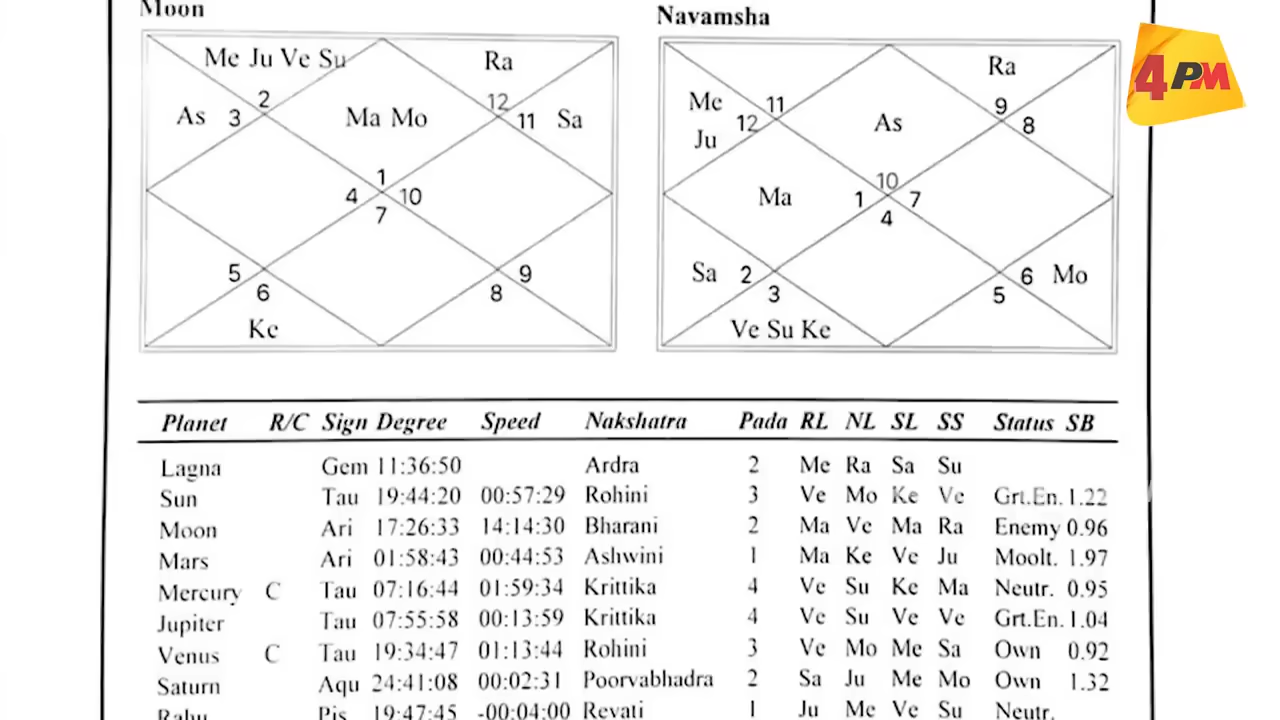 Moon
Navamsha
4PM
Me Ju Ve Su
Ra
2
12
As 3
Ma Mo
11 Sa
1
4
10
7
5
9
6
8
Ke
Ra
Me
11
9
12
As
8
Ju
10
Ma
1
7
4
Sa 2
6 Mo
3
5
Ve Su Ke
Planet R/C Sign Degree Speed Nakshatra Pada RL NL SL SS Status SB
Lagna Gem 11:36:50 Ardra 2 Me Ra Sa Su
Sun Tau 19:44:20 00:57:29 Rohini 3 Ve Mo Ke Ve Grt.En. 1.22
Moon Ari 17:26:33 14:14:30 Bharani 2 Ma Ve Ma Ra Enemy 0.96
Mars Ari 01:58:43 00:44:53 Ashwini 1 Ma Ke Ve Ju Moolt. 1.97
Mercury C Tau 07:16:44 01:59:34 Krittika 4 Ve Su Ke Ma Neutr. 0.95
Jupiter Tau 07:55:58 00:13:59 Krittika 4 Ve Su Ve Ve Grt.En. 1.04
Venus C Tau 19:34:47 01:13:44 Rohini 3 Ve Mo Me Sa Own 0.92
Saturn Aqu 24:41:08 00:02:31 Poorvabhadra 2 Sa Ju Me Mo Own 1.32
Rahu Pis 19:47:45 -00:04:00 Revati 1 Ju Me Ve Su Neutr.